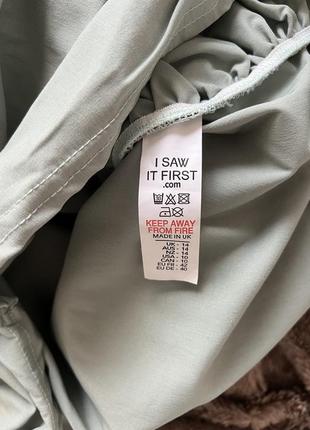 I SAW
IT FIRST
.com
KEEP AWAY
FROM FIRE
MADE IN UK
UK - 14
AUS - 14
NZ - 14
USA - 10
CAN - 10
EU FR - 42
EU DE - 40